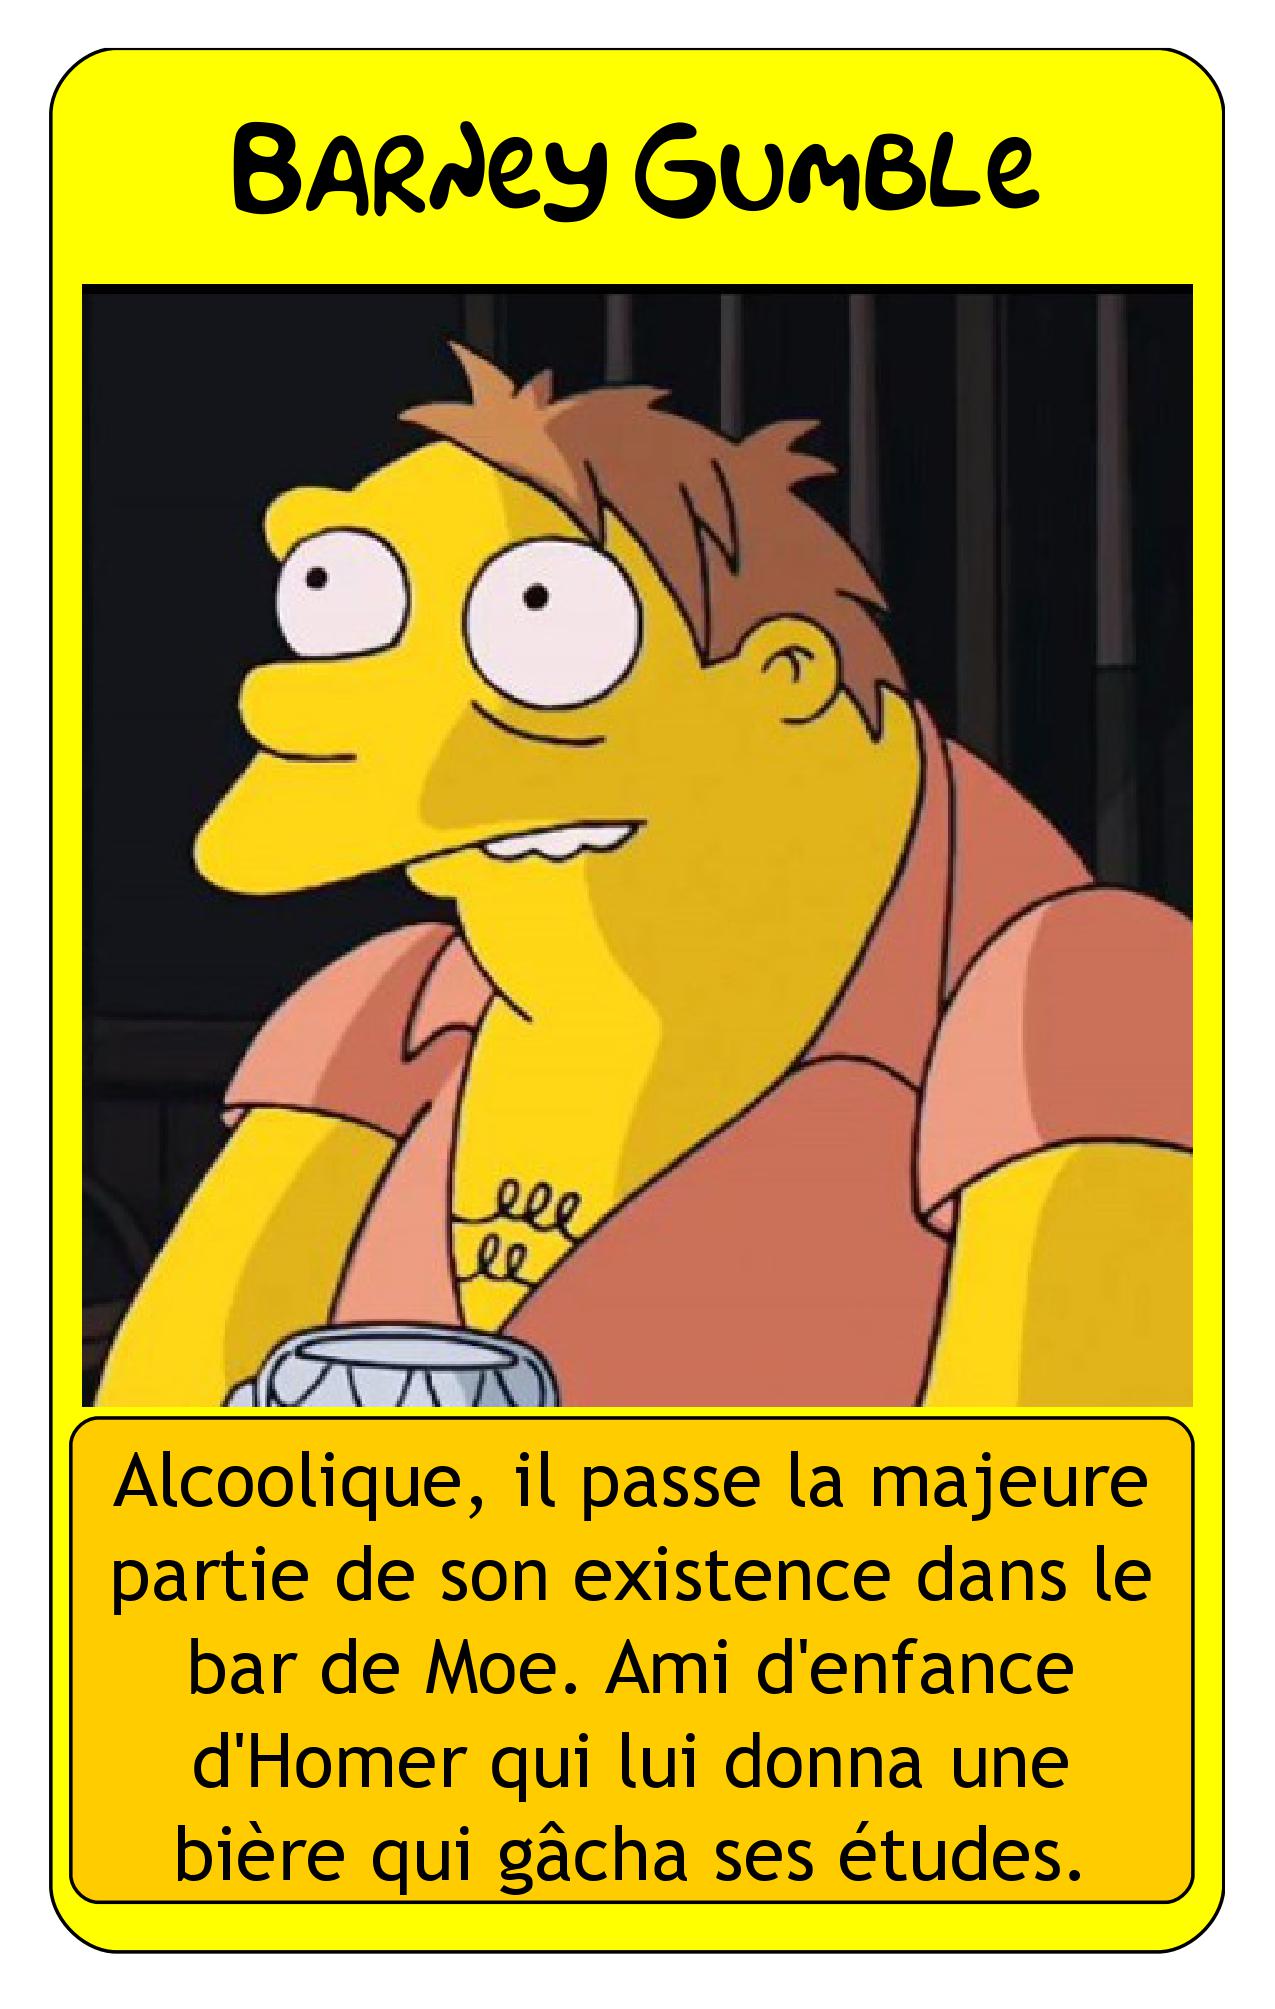 Barney Gumble
Alcoolique, il passe la majeure
partie de son existence dans le
bar de Moe. Ami d'enfance
d'Homer qui lui donna une
bière qui gâcha ses études.